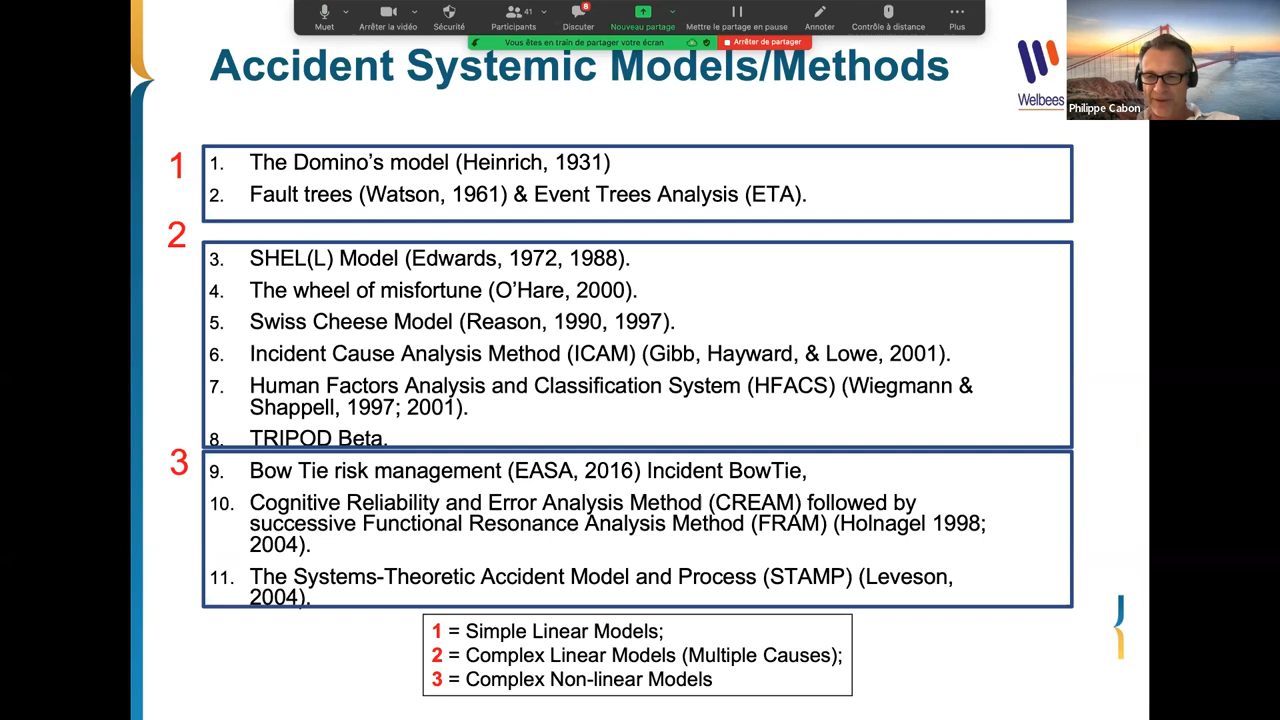 Muet
Arrêter la vidéo
Sécurité
41
Participants
8
Discuter
Nouveau partage
Mettre le partage en pause
Annoter
Contrôle à distance
Plus
Vous êtes en train de partager votre écran
Arrêter de partager
Accident Systemic Models/Methods
Welbees
Philippe Cabon
1
1. The Domino's model (Heinrich, 1931)
2. Fault trees (Watson, 1961) & Event Trees Analysis (ETA).
2
3. SHEL(L) Model (Edwards, 1972, 1988).
4. The wheel of misfortune (O'Hare, 2000).
5. Swiss Cheese Model (Reason, 1990, 1997).
6. Incident Cause Analysis Method (ICAM) (Gibb, Hayward, & Lowe, 2001).
7. Human Factors Analysis and Classification System (HFACS) (Wiegmann &
Shappell, 1997; 2001).
8. TRIPOD Beta.
3
9. Bow Tie risk management (EASA, 2016) Incident BowTie,
10. Cognitive Reliability and Error Analysis Method (CREAM) followed by
successive Functional Resonance Analysis Method (FRAM) (Holnagel 1998;
2004).
11. The Systems-Theoretic Accident Model and Process (STAMP) (Leveson,
2004).
1 = Simple Linear Models;
2 = Complex Linear Models (Multiple Causes);
3 = Complex Non-linear Models